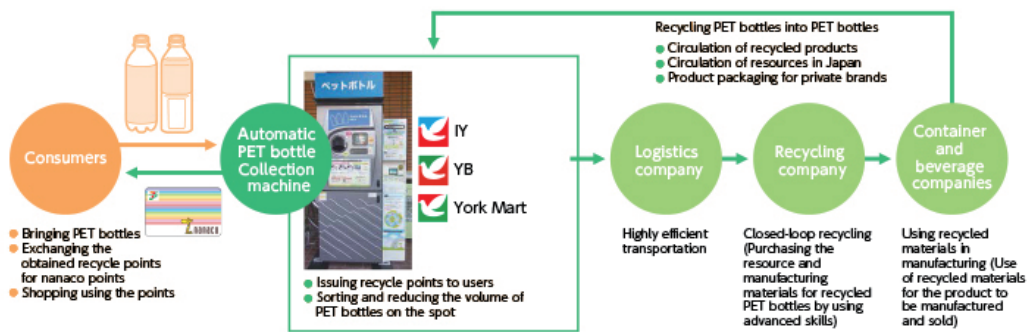 Recycling PET bottles into PET bottles
● Circulation of recycled products
● Circulation of resources in Japan
● Product packaging for private brands
Consumers
Automatic
PET bottle
Collection
machine
ペットボトル
IY
YB
York Mart
Logistics
company
Recycling
company
Container
and
beverage
companies
nanaco
● Bringing PET bottles
● Exchanging the
obtained recycle points
for nanaco points
● Shopping using the points
● Issuing recycle points to users
● Sorting and reducing the volume of
PET bottles on the spot
Highly efficient
transportation
Closed-loop recycling
(Purchasing the
resource and
manufacturing
materials for recycled
PET bottles by using
advanced skills)
Using recycled
materials in
manufacturing (Use
of recycled materials
for the product to
be manufactured
and sold)